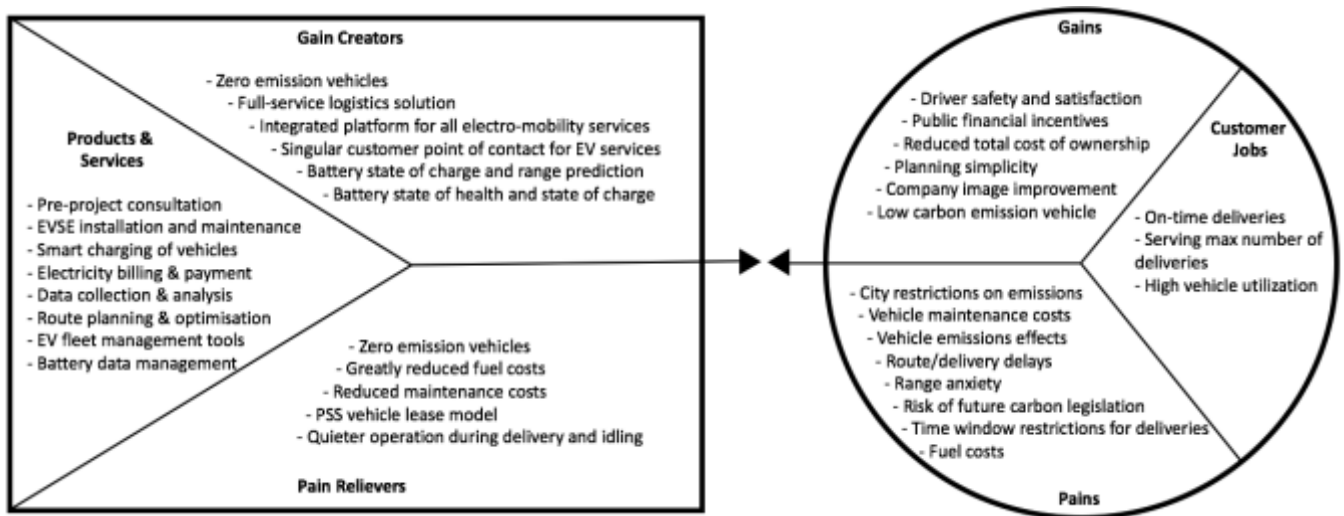 Gain Creators
- Zero emission vehicles
- Full-service logistics solution
- Integrated platform for all electro-mobility services
- Singular customer point of contact for EV services
- Battery state of charge and range prediction
- Battery state of health and state of charge
Products &
Services
- Pre-project consultation
- EVSE installation and maintenance
- Smart charging of vehicles
- Electricity billing & payment
- Data collection & analysis
- Route planning & optimisation
- EV fleet management tools
- Battery data management
- Zero emission vehicles
- Greatly reduced fuel costs
- Reduced maintenance costs
- PSS vehicle lease model
- Quieter operation during delivery and idling
Pain Relievers
Gains
- Driver safety and satisfaction
- Public financial incentives
- Reduced total cost of ownership
- Planning simplicity
- Company image improvement
- Low carbon emission vehicle
Customer
Jobs
- On-time deliveries
- Serving max number of
deliveries
- High vehicle utilization
- City restrictions on emissions
- Vehicle maintenance costs
- Vehicle emissions effects
- Route/delivery delays
- Range anxiety
- Risk of future carbon legislation
- Time window restrictions for deliveries
- Fuel costs
Pains